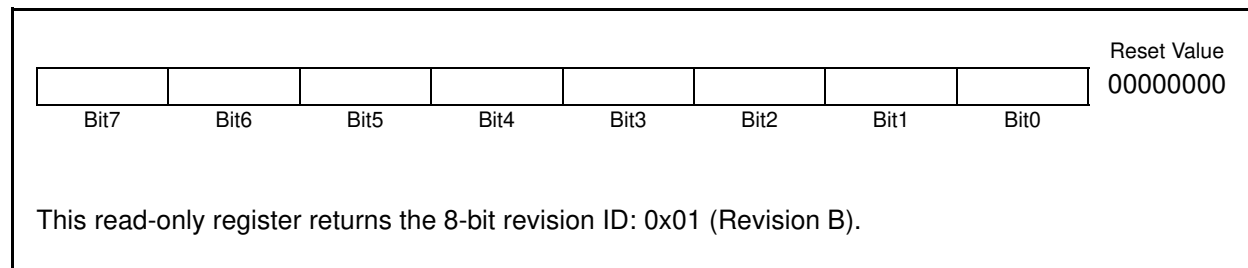 Reset Value
00000000
Bit7 Bit6 Bit5 Bit4 Bit3 Bit2 Bit1 Bit0
This read-only register returns the 8-bit revision ID: 0x01 (Revision B).